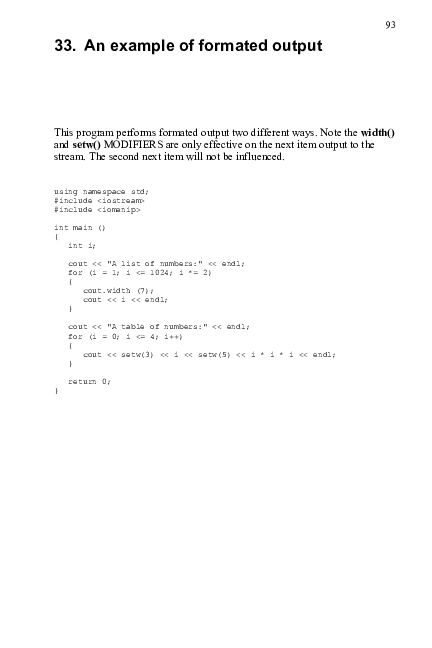 93
33. An example of formated output
This program performs formated output two different ways. Note the width()
and setw() MODIFIERS are only effective on the next item output to the
stream. The second next item will not be influenced.
using namespace std;
#include <iostream>
#include <iomanip>
int main ()
{
int i;
cout << "A list of numbers:" << endl;
for (i = 1; i <= 1024; i *= 2)
{
cout.width (7);
cout << i << endl;
}
cout << "A table of numbers:" << endl;
for (i = 0; i <= 4; i++)
{
cout << setw(3) << i << setw(5) << i * i * i << endl;
}
return 0;
}